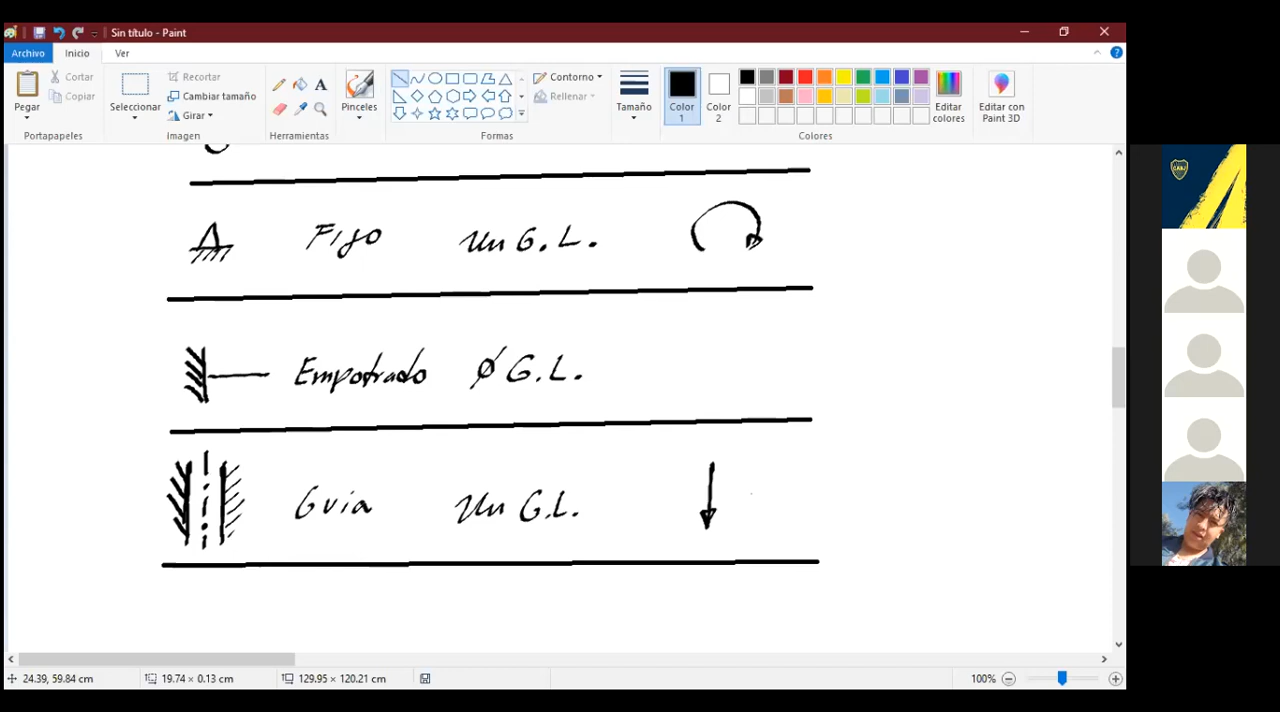 Sin título - Paint
Archivo Inicio Ver
Pegar
Cortar
Copiar
Portapapeles
Seleccionar
Recortar
Cambiar tamaño
Girar
Imagen
A
Herramientas
Pinceles
Contorno
Rellenar
Formas
Tamaño
Color 1
Color 2
Editar colores
Editar con Paint 3D
Colores
Fijo Un G.L.
Empotrado Ø G.L.
Guia Un G.L.
24.39, 59.84 cm 19.74 × 0.13 cm 129.95 × 120.21 cm 100%